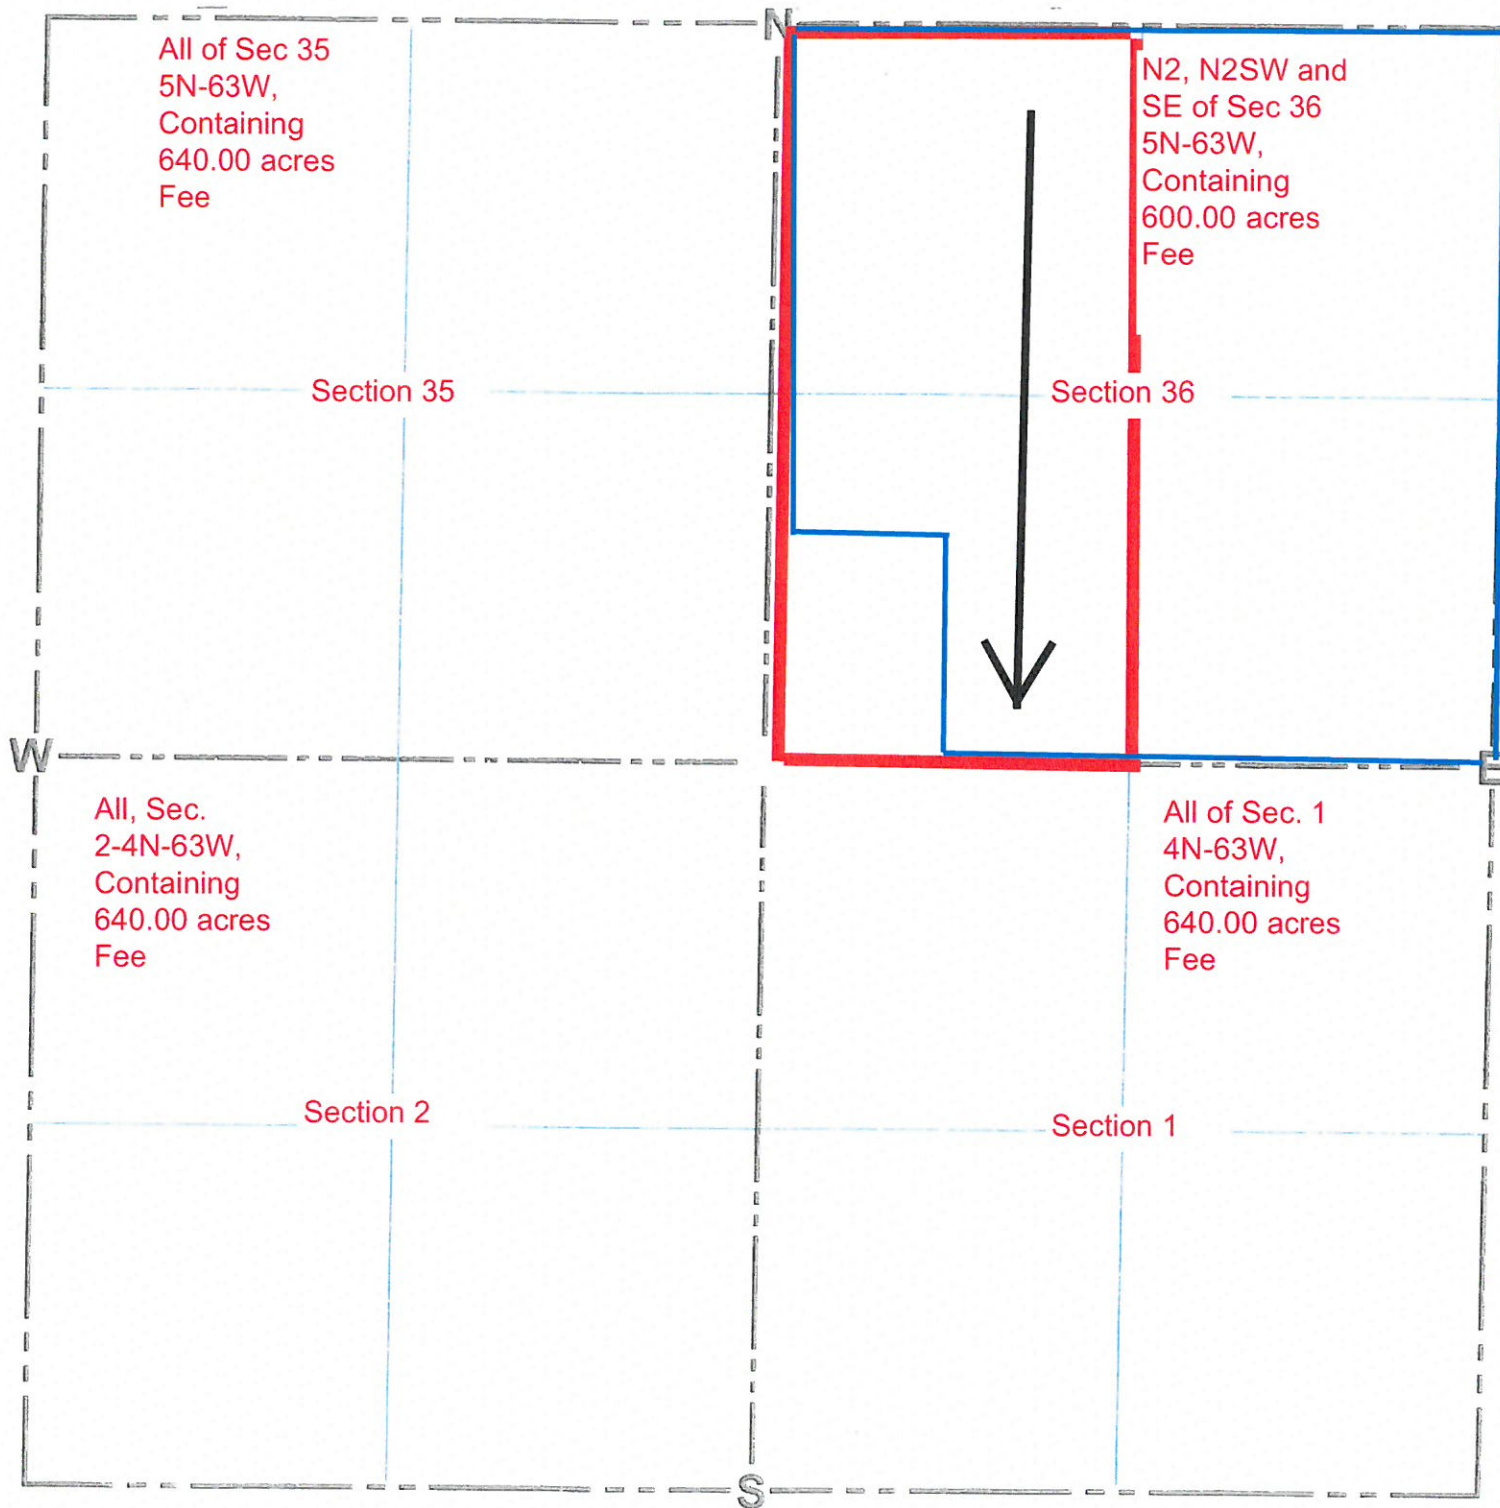 N
All of Sec 35
5N-63W,
Containing
640.00 acres
Fee
N2, N2SW and
SE of Sec 36
5N-63W,
Containing
600.00 acres
Fee
Section 35
Section 36
W
E
All, Sec.
2-4N-63W,
Containing
640.00 acres
Fee
All of Sec. 1
4N-63W,
Containing
640.00 acres
Fee
Section 2
Section 1
S